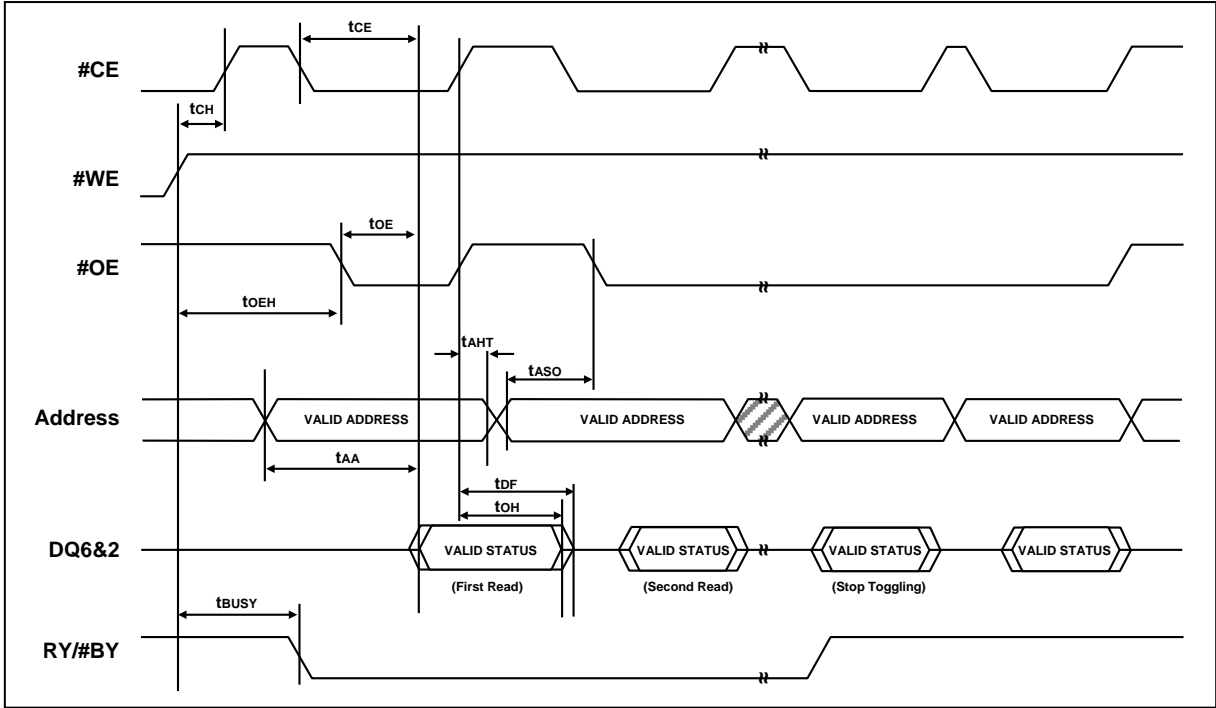 tCE
#CE
tCH
#WE
tOE
#OE
tOEH
tAHT
tASO
Address
VALID ADDRESS
VALID ADDRESS
VALID ADDRESS
VALID ADDRESS
tAA
tDF
tOH
DQ6&2
VALID STATUS
VALID STATUS
VALID STATUS
VALID STATUS
(First Read)
(Second Read)
(Stop Toggling)
tBUSY
RY/#BY